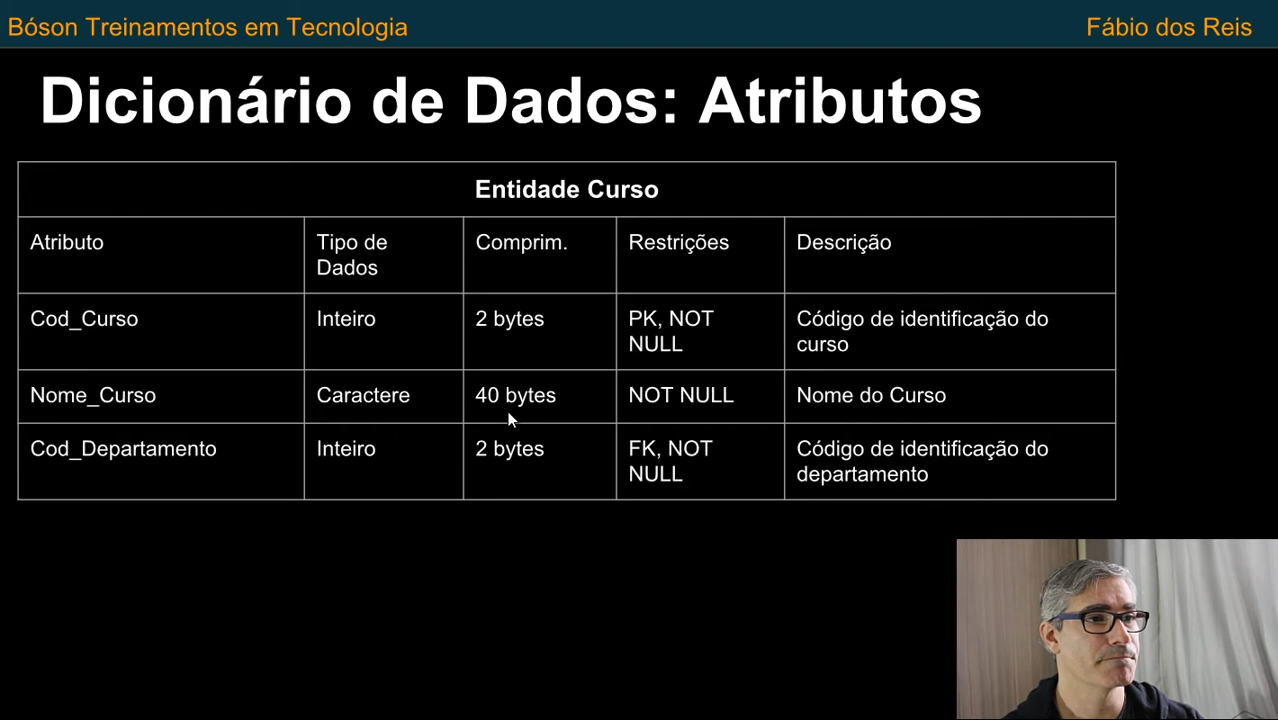 Bóson Treinamentos em Tecnologia
Fábio dos Reis
Dicionário de Dados: Atributos
Entidade Curso
Atributo
Tipo de
Dados
Comprim.
Restrições
Descrição
Cod_Curso
Inteiro
2 bytes
PK, NOT
NULL
Código de identificação do
curso
Nome_Curso
Caractere
40 bytes
NOT NULL
Nome do Curso
Cod_Departamento
Inteiro
2 bytes
FK, NOT
NULL
Código de identificação do
departamento